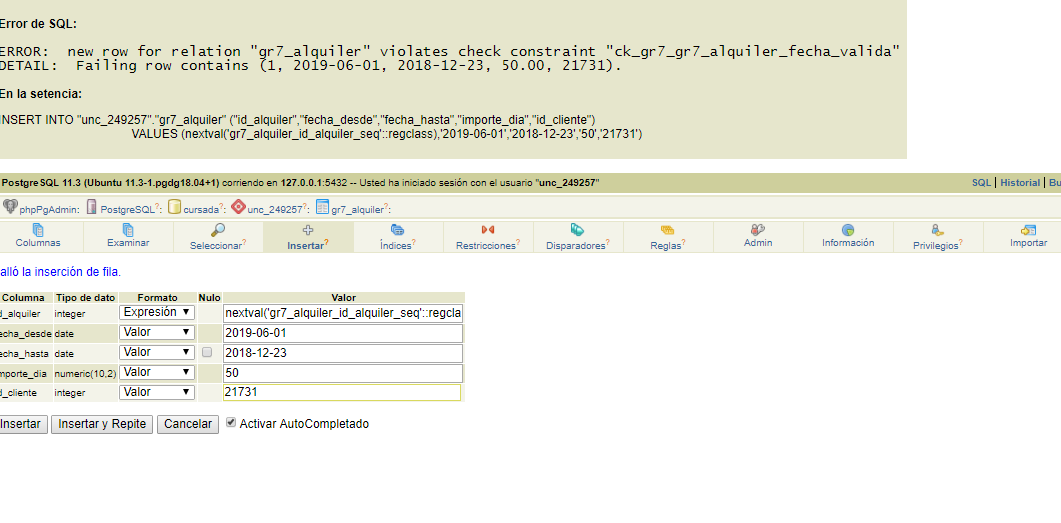 Error de SQL:
ERROR:  new row for relation "gr7_alquiler" violates check constraint "ck_gr7_gr7_alquiler_fecha_valida"
DETAIL:  Failing row contains (1, 2019-06-01, 2018-12-23, 50.00, 21731).
En la setencia:
INSERT INTO "unc_249257"."gr7_alquiler" ("id_alquiler","fecha_desde","fecha_hasta","importe_dia","id_cliente")
VALUES (nextval('gr7_alquiler_id_alquiler_seq'::regclass),'2019-06-01','2018-12-23','50','21731')
PostgreSQL 11.3 (Ubuntu 11.3-1.pgdg18.04+1) corriendo en 127.0.0.1:5432 -- Usted ha iniciado sesión con el usuario "unc_249257" SQL | Historial | Bu
phpPgAdmin: PostgreSQL?: cursada?: unc_249257?: gr7_alquiler?:
Columnas Examinar Seleccionar? Insertar? Índices? Restricciones? Disparadores? Reglas? Admin Información Privilegios? Importar
alló la inserción de fila.
Columna Tipo de dato Formato Nulo Valor
d_alquiler integer Expresión nextval('gr7_alquiler_id_alquiler_seq'::regcla
echa_desde date Valor 2019-06-01
echa_hasta date Valor 2018-12-23
mporte_dia numeric(10,2) Valor 50
d_cliente integer Valor 21731
Insertar Insertar y Repite Cancelar Activar AutoCompletado